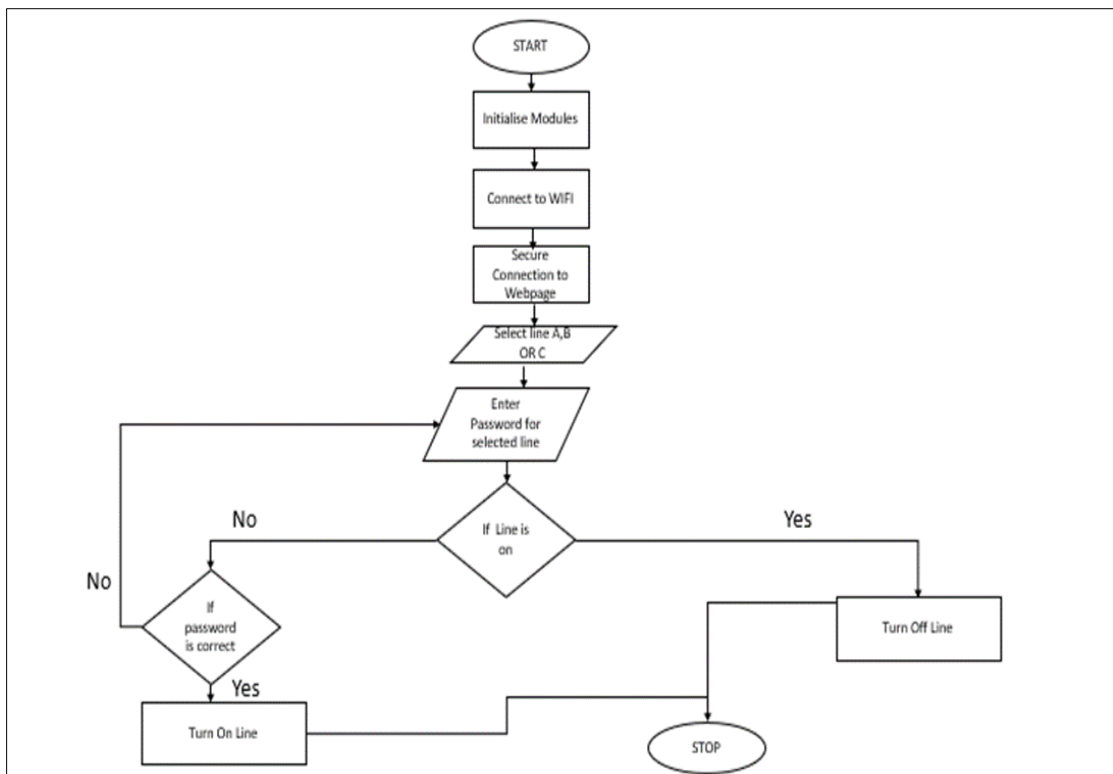 START
Initialise Modules
Connect to WIFI
Secure
Connection to
Webpage
Select line A,B
OR C
Enter
Password for
selected line
If Line is
on
No
Yes
No
If
password
is correct
Yes
Turn Off Line
Turn On Line
STOP